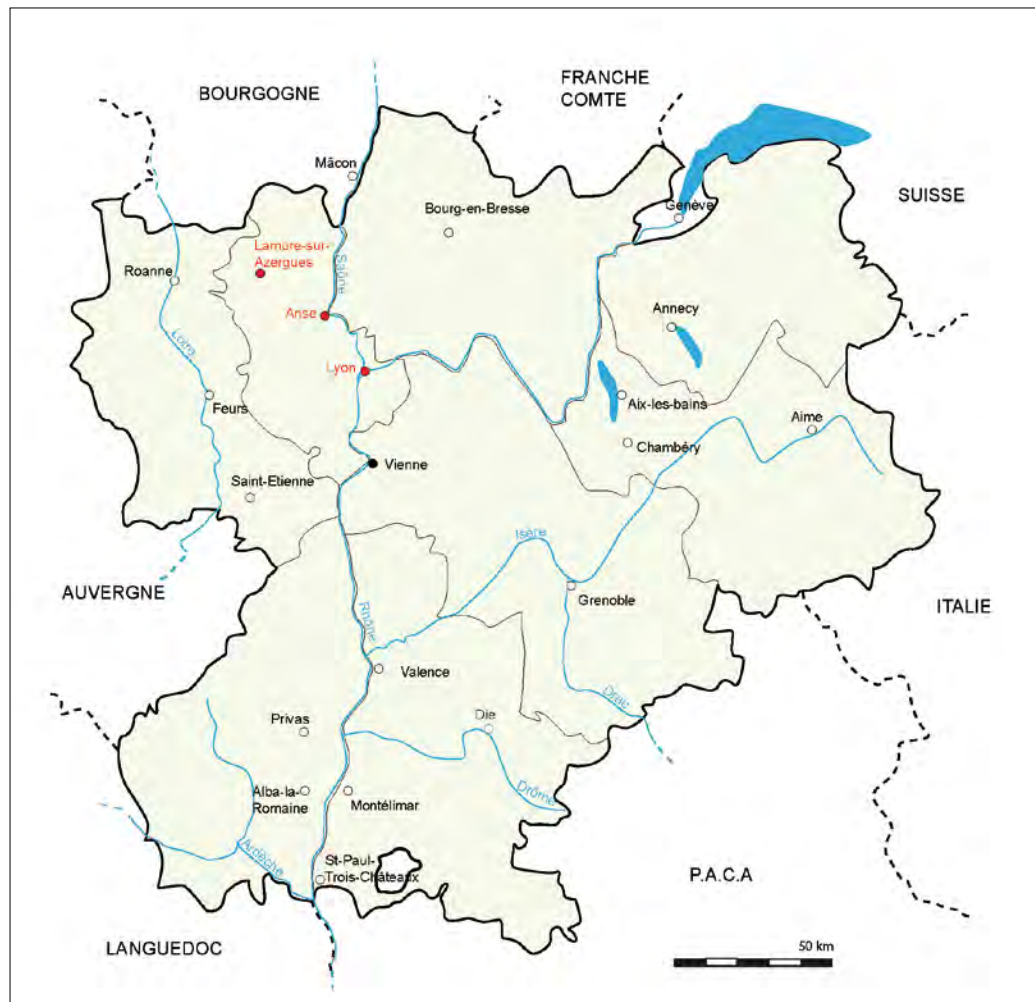 BOURGOGNE
FRANCHE
COMTE
SUISSE
Mâcon
Bourg-en-Bresse
Genève
Lamure-sur-
Azergues
Saône
Roanne
Anse
Annecy
Loire
Lyon
Feurs
Aix-les-bains
Aime
Chambéry
Vienne
Saint-Etienne
Isère
AUVERGNE
Grenoble
ITALIE
Rhône
Valence
Drac
Privas
Die
Drôme
Alba-la-
Romaine
Montélimar
Ardèche
St-Paul-
Trois-Châteaux
P.A.C.A
LANGUEDOC
50 km